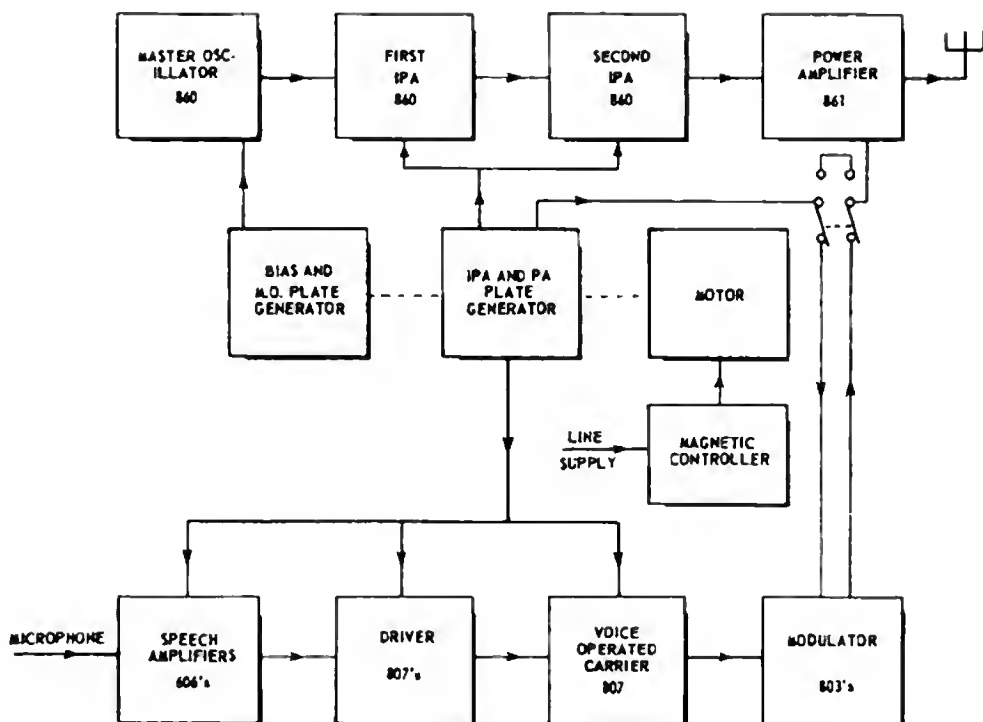 MASTER OSC-
ILLATOR
860
FIRST
IPA
860
SECOND
IPA
860
POWER
AMPLIFIER
861
BIAS AND
M.O. PLATE
GENERATOR
IPA AND PA
PLATE
GENERATOR
MOTOR
LINE
SUPPLY
MAGNETIC
CONTROLLER
MICROPHONE
SPEECH
AMPLIFIERS
606's
DRIVER
807's
VOICE
OPERATED
CARRIER
807
MODULATOR
803's